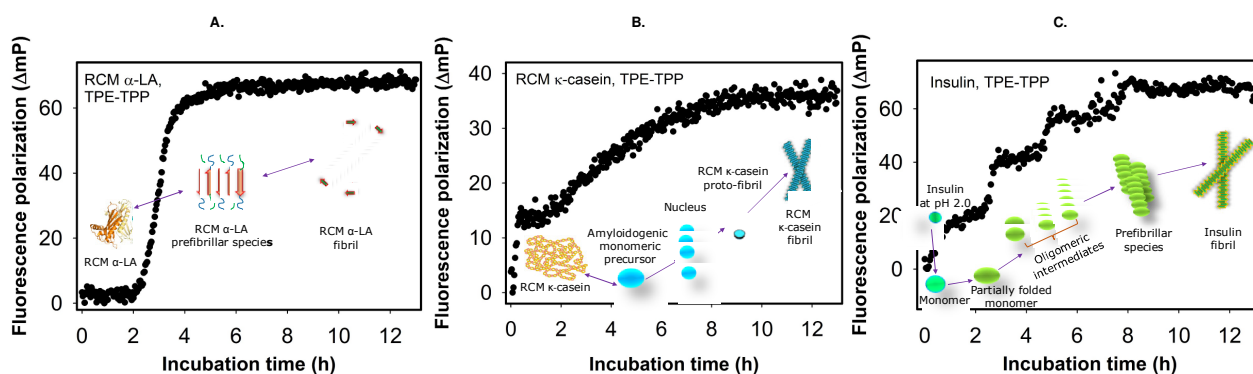 A.
Fluorescence polarization (ΔmP)
60
40
20
0
RCM α-LA,
TPE-TPP
RCM α-LA
RCM α-LA
prefibrillar species
RCM α-LA
fibril
0 2 4 6 8 10 12
Incubation time (h)
B.
Fluorescence polarization (ΔmP)
40
30
20
10
0
RCM κ-casein, TPE-TPP
RCM κ-casein
Amyloidogenic
monomeric
precursor
Nucleus
RCM κ-casein
proto-fibril
RCM
κ-casein
fibril
0 2 4 6 8 10 12
Incubation time (h)
C.
Fluorescence polarization (ΔmP)
60
40
20
0
Insulin, TPE-TPP
Insulin
at pH 2.0
Monomer
Partially folded
monomer
Oligomeric
intermediates
Prefibrillar
species
Insulin
fibril
0 2 4 6 8 10 12
Incubation time (h)